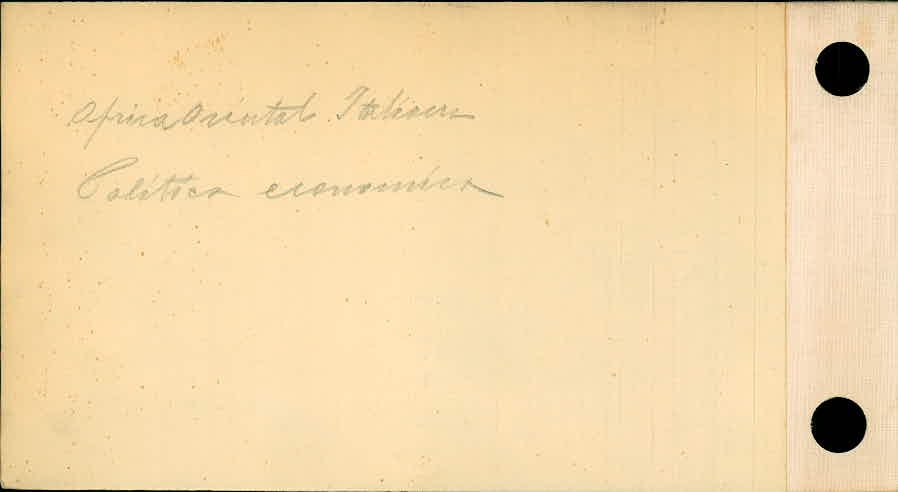 Africa Oriental Italiana
Politica economica